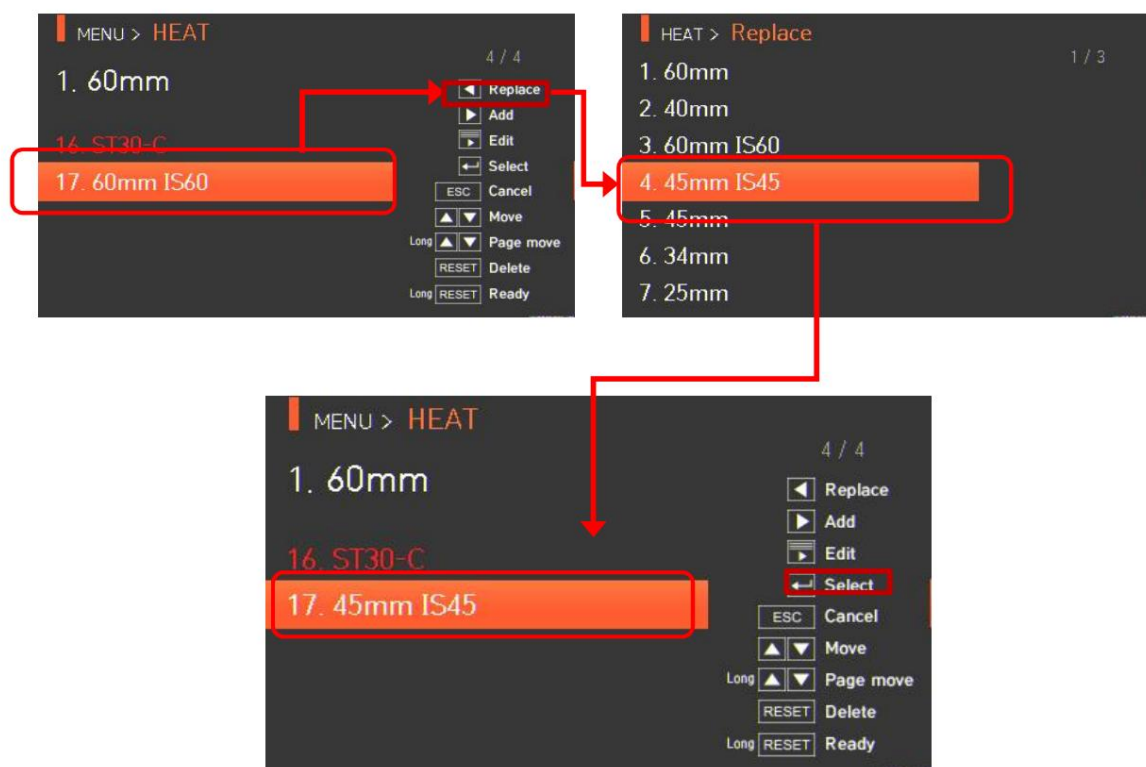 MENU > HEAT
4 / 4
1. 60mm
Replace
Add
16. ST30-C
Edit
Select
17. 60mm IS60
ESC Cancel
Move
Long Page move
RESET Delete
Long RESET Ready
HEAT > Replace
1 / 3
1. 60mm
2. 40mm
3. 60mm IS60
4. 45mm IS45
5. 45mm
6. 34mm
7. 25mm
MENU > HEAT
4 / 4
1. 60mm
Replace
Add
16. ST30-C
Edit
Select
17. 45mm IS45
ESC Cancel
Move
Long Page move
RESET Delete
Long RESET Ready